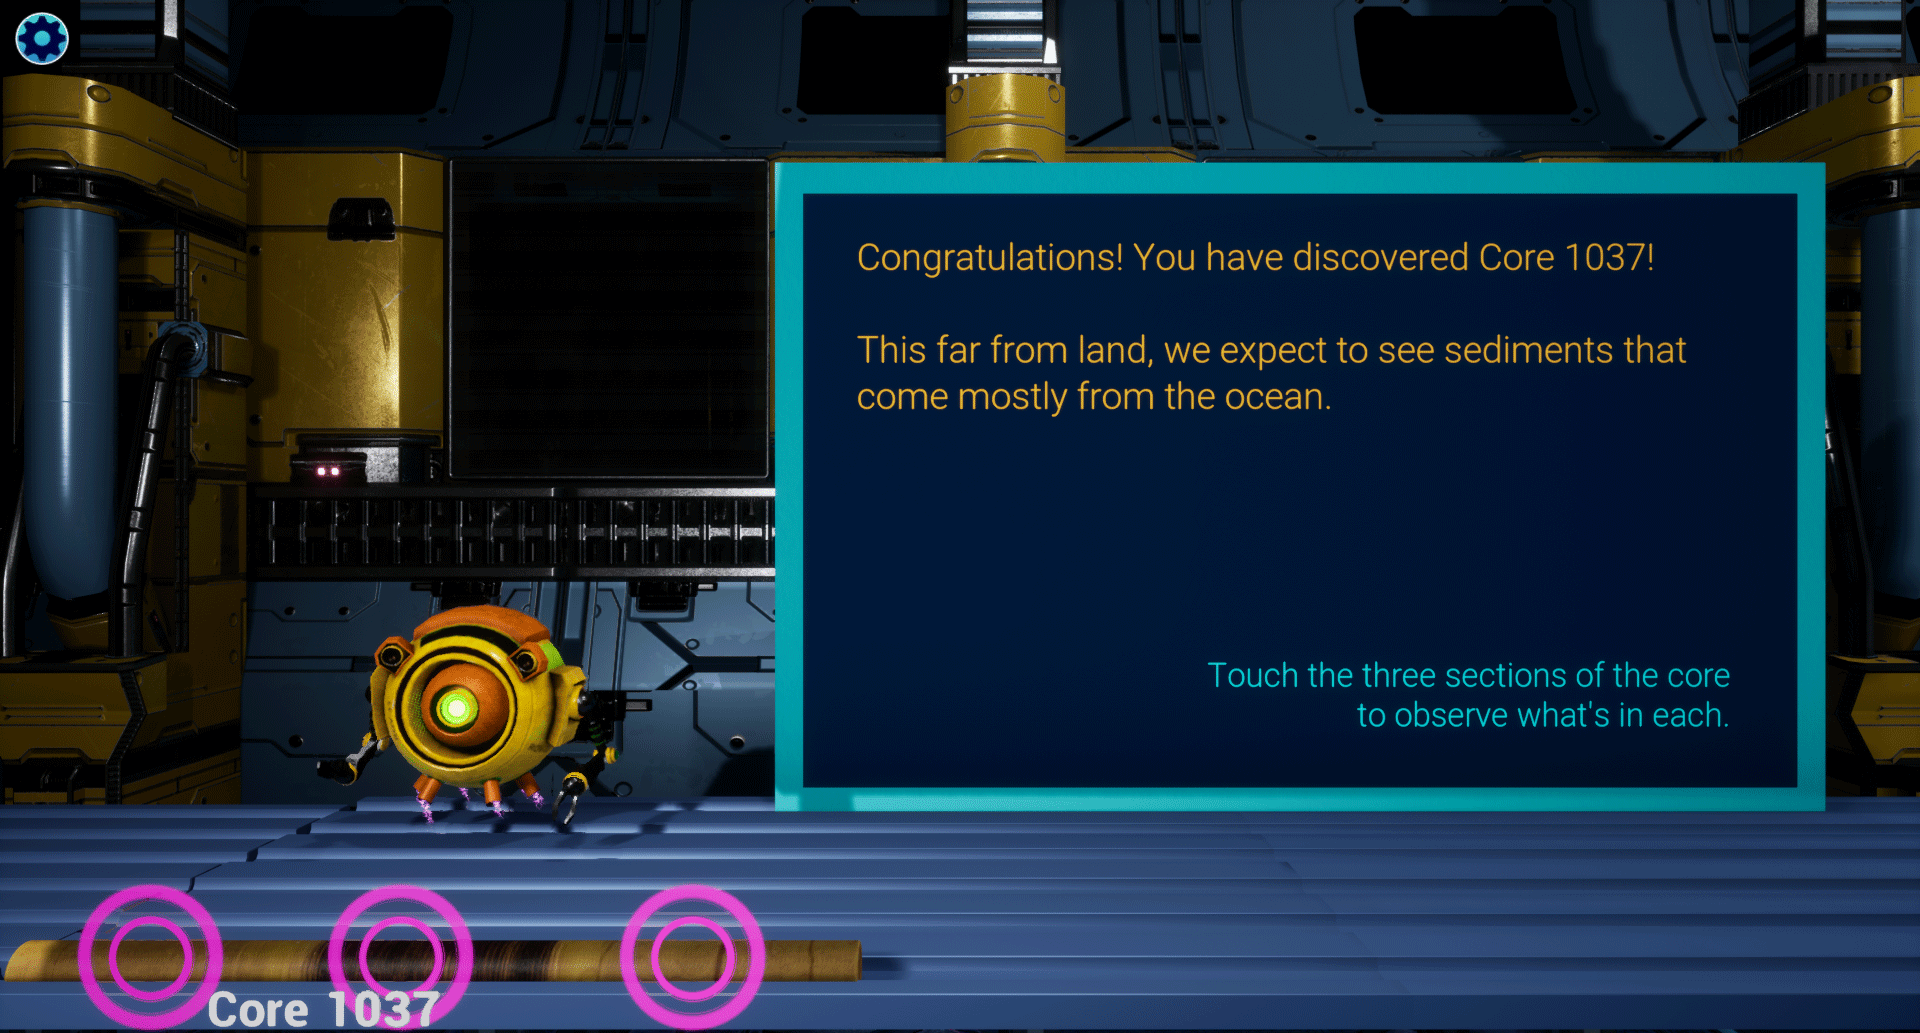 Congratulations! You have discovered Core 1037!
This far from land, we expect to see sediments that
come mostly from the ocean.
Touch the three sections of the core
to observe what's in each.
Core 1037